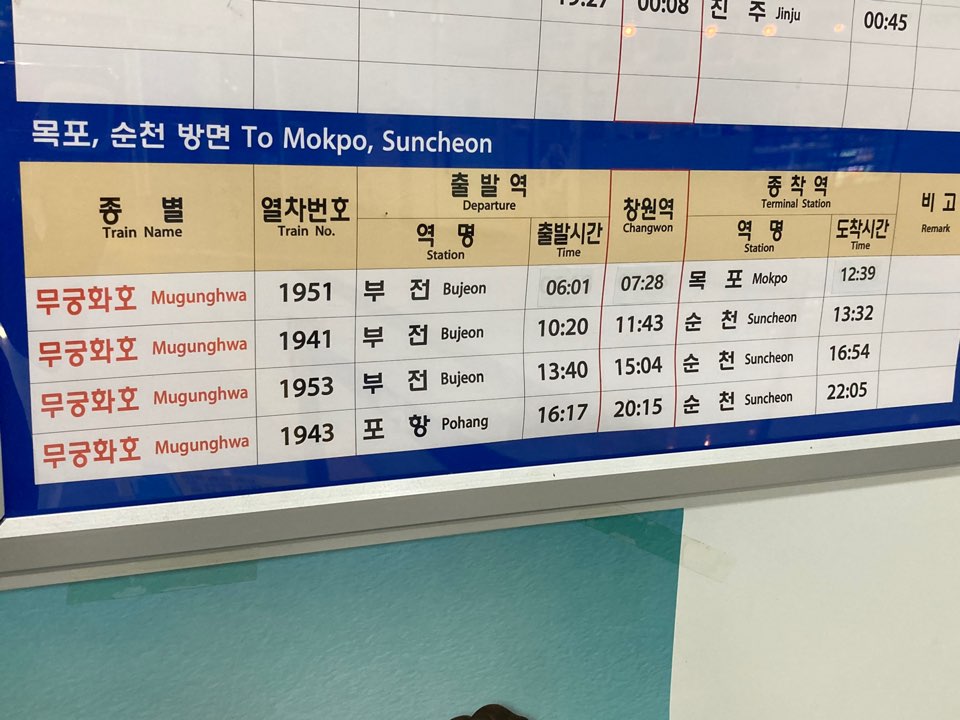 00:08 진 주 Jinju 00:45
목포, 순천 방면 To Mokpo, Suncheon
종 별 Train Name 열차번호 Train No. 출 발 역 Departure 창원역 Changwon 종 착 역 Terminal Station 비 고 Remark
역 명 Station 출발시간 Time 역 명 Station 도착시간 Time
무궁화호 Mugunghwa 1951 부 전 Bujeon 06:01 07:28 목 포 Mokpo 12:39
무궁화호 Mugunghwa 1941 부 전 Bujeon 10:20 11:43 순 천 Suncheon 13:32
무궁화호 Mugunghwa 1953 부 전 Bujeon 13:40 15:04 순 천 Suncheon 16:54
무궁화호 Mugunghwa 1943 포 항 Pohang 16:17 20:15 순 천 Suncheon 22:05